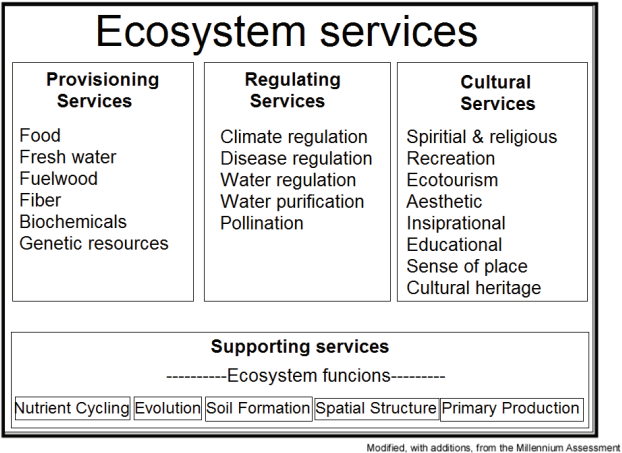 Ecosystem services
Provisioning
Services
Food
Fresh water
Fuelwood
Fiber
Biochemicals
Genetic resources
Regulating
Services
Climate regulation
Disease regulation
Water regulation
Water purification
Pollination
Cultural
Services
Spiritial & religious
Recreation
Ecotourism
Aesthetic
Insiprational
Educational
Sense of place
Cultural heritage
Supporting services
----------Ecosystem funcions---------
Nutrient Cycling Evolution Soil Formation Spatial Structure Primary Production
Modified, with additions, from the Millennium Assessment